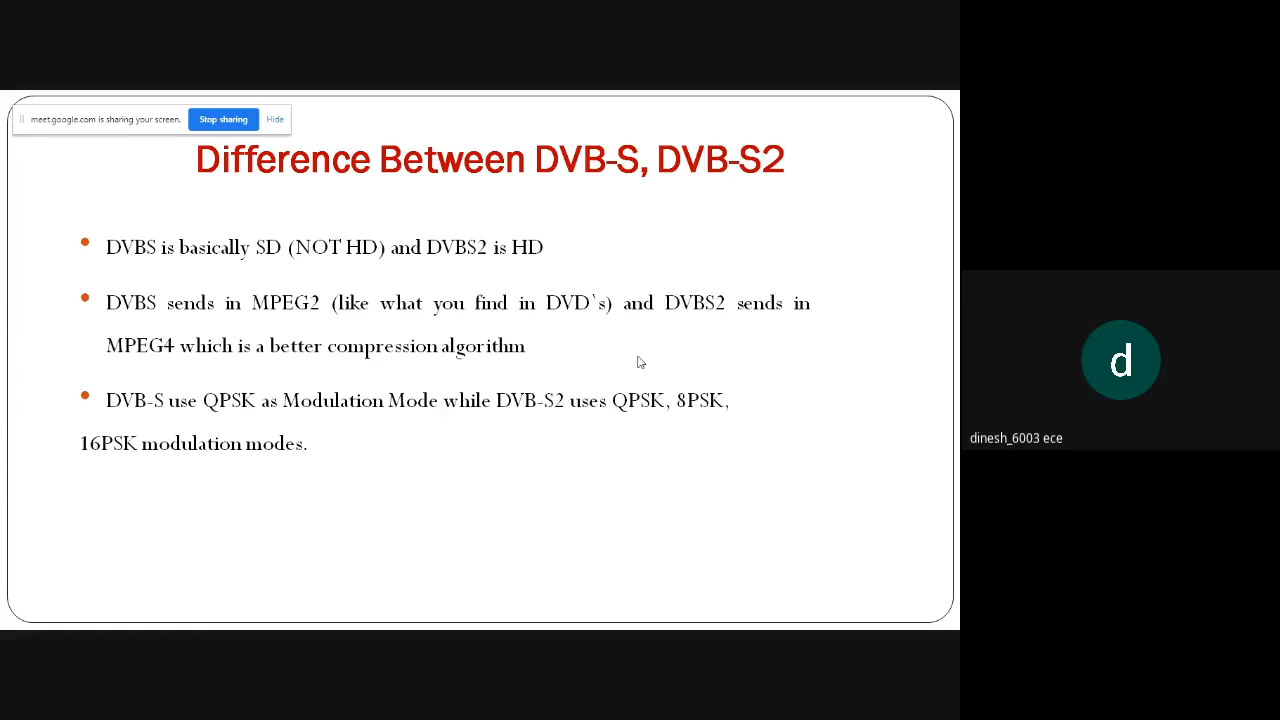 meet.google.com is sharing your screen. Stop sharing Hide
Difference Between DVB-S, DVB-S2
• DVBS is basically SD (NOT HD) and DVBS2 is HD
• DVBS sends in MPEG2 (like what you find in DVD`s) and DVBS2 sends in
MPEG4 which is a better compression algorithm
• DVB-S use QPSK as Modulation Mode while DVB-S2 uses QPSK, 8PSK,
16PSK modulation modes.
d
dinesh_6003 ece